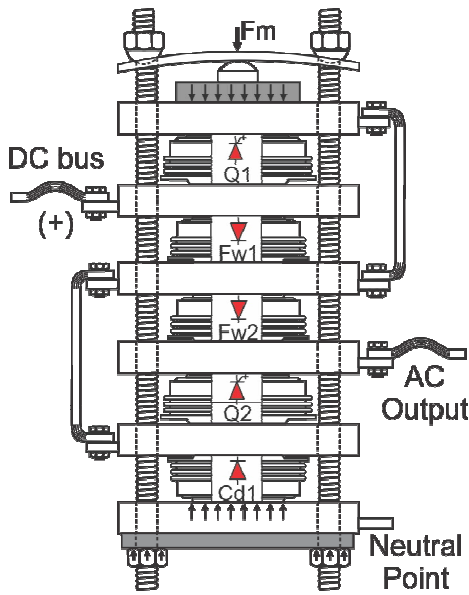 Fm
DC bus
(+)
Q1
Fw1
Fw2
AC
Output
Q2
Cd1
Neutral
Point